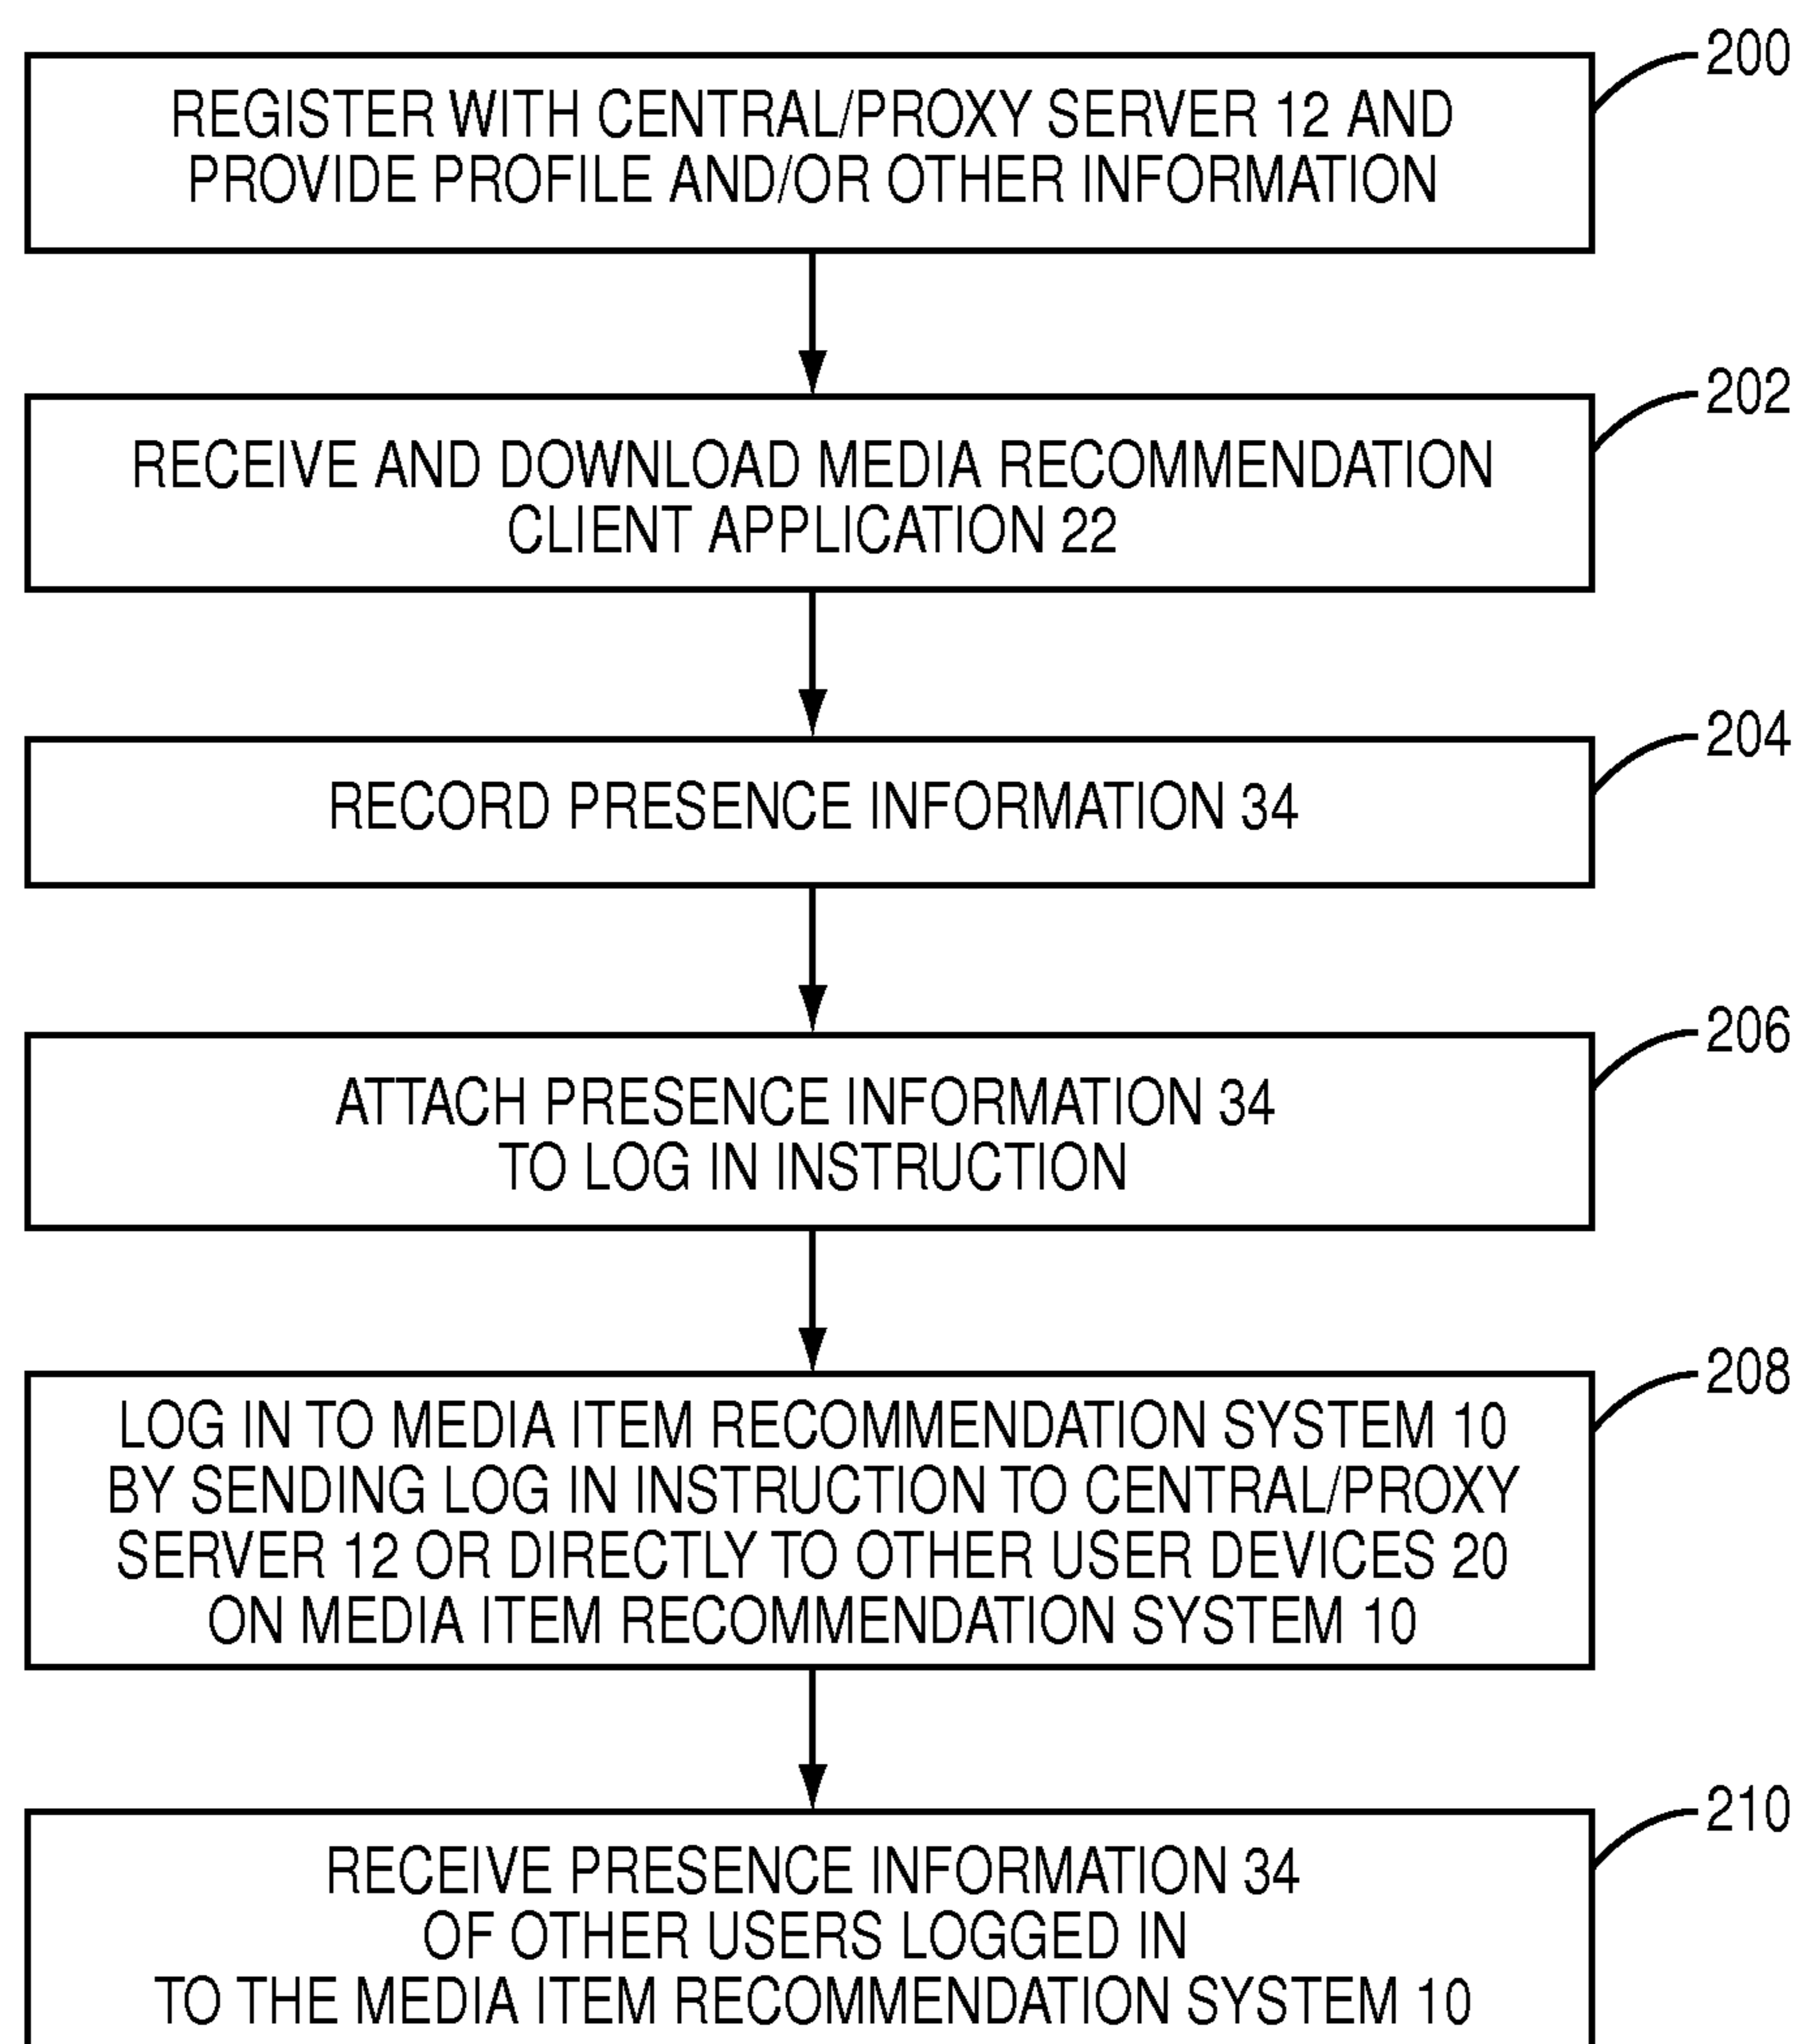 200
REGISTER WITH CENTRAL/PROXY SERVER 12 AND
PROVIDE PROFILE AND/OR OTHER INFORMATION
202
RECEIVE AND DOWNLOAD MEDIA RECOMMENDATION
CLIENT APPLICATION 22
204
RECORD PRESENCE INFORMATION 34
206
ATTACH PRESENCE INFORMATION 34
TO LOG IN INSTRUCTION
208
LOG IN TO MEDIA ITEM RECOMMENDATION SYSTEM 10
BY SENDING LOG IN INSTRUCTION TO CENTRAL/PROXY
SERVER 12 OR DIRECTLY TO OTHER USER DEVICES 20
ON MEDIA ITEM RECOMMENDATION SYSTEM 10
210
RECEIVE PRESENCE INFORMATION 34
OF OTHER USERS LOGGED IN
TO THE MEDIA ITEM RECOMMENDATION SYSTEM 10